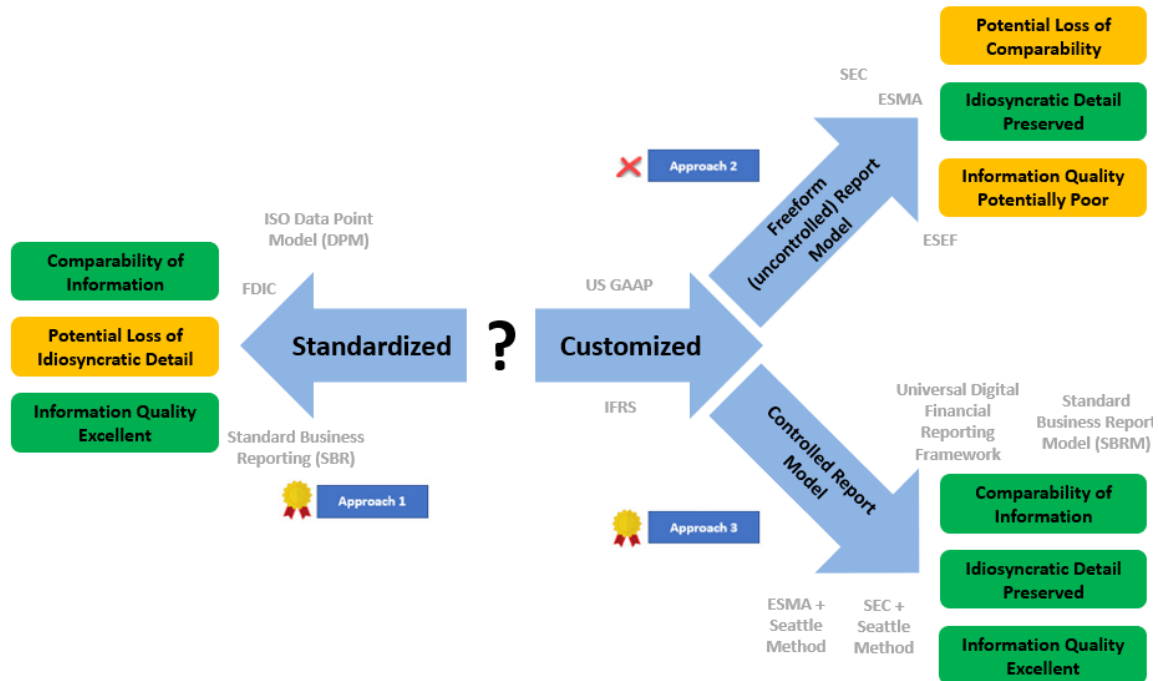 Potential Loss of
Comparability
SEC
ESMA
Idiosyncratic Detail
Preserved
Approach 2
Freeform
(uncontrolled) Report
Model
Information Quality
Potentially Poor
ISO Data Point
Model (DPM)
ESEF
Comparability of
Information
FDIC
US GAAP
Potential Loss of
Idiosyncratic Detail
Standardized
?
Customized
Information Quality
Excellent
IFRS
Standard Business
Reporting (SBR)
Approach 1
Universal Digital
Financial
Reporting
Framework
Standard
Business Report
Model (SBRM)
Controlled Report
Model
Approach 3
Comparability of
Information
Idiosyncratic Detail
Preserved
ESMA +
Seattle
Method
SEC +
Seattle
Method
Information Quality
Excellent